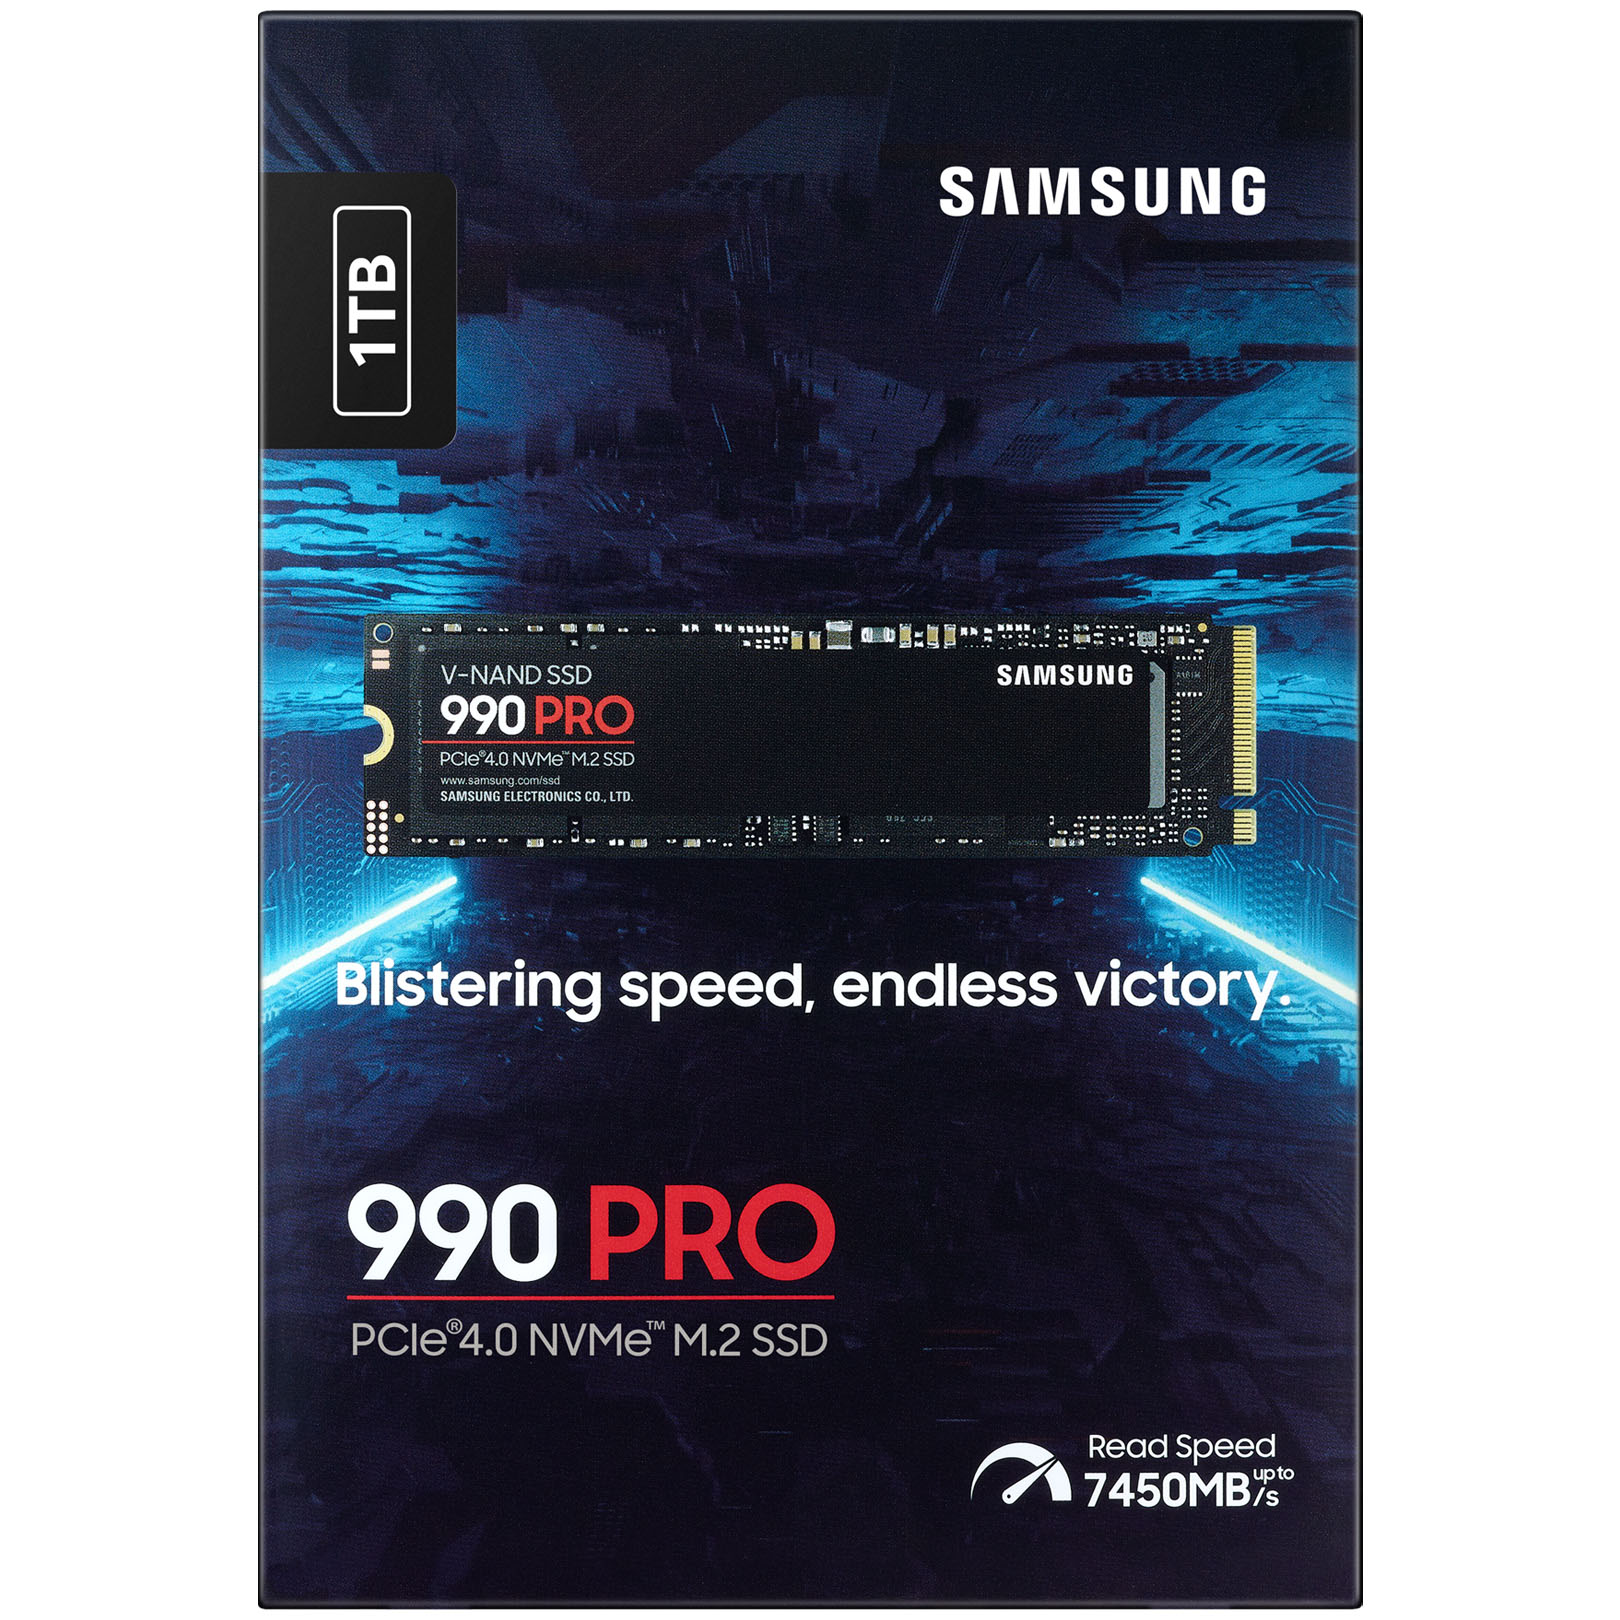 SAMSUNG
1TB
V-NAND SSD
990 PRO
PCIe®4.0 NVMe™ M.2 SSD
www.samsung.com/ssd
SAMSUNG ELECTRONICS CO., LTD.
SAMSUNG
Blistering speed, endless victory.
990 PRO
PCIe®4.0 NVMe™ M.2 SSD
Read Speed
7450MB/s up to